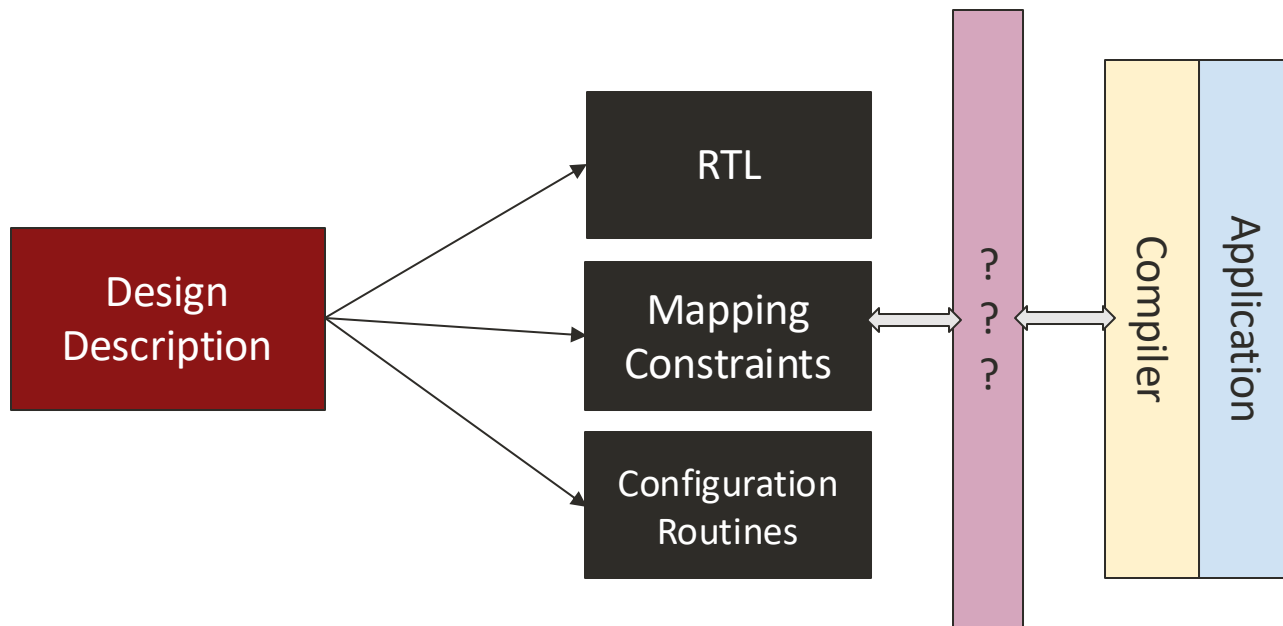 Design
Description
RTL
Mapping
Constraints
Configuration
Routines
?
?
?
Compiler
Application